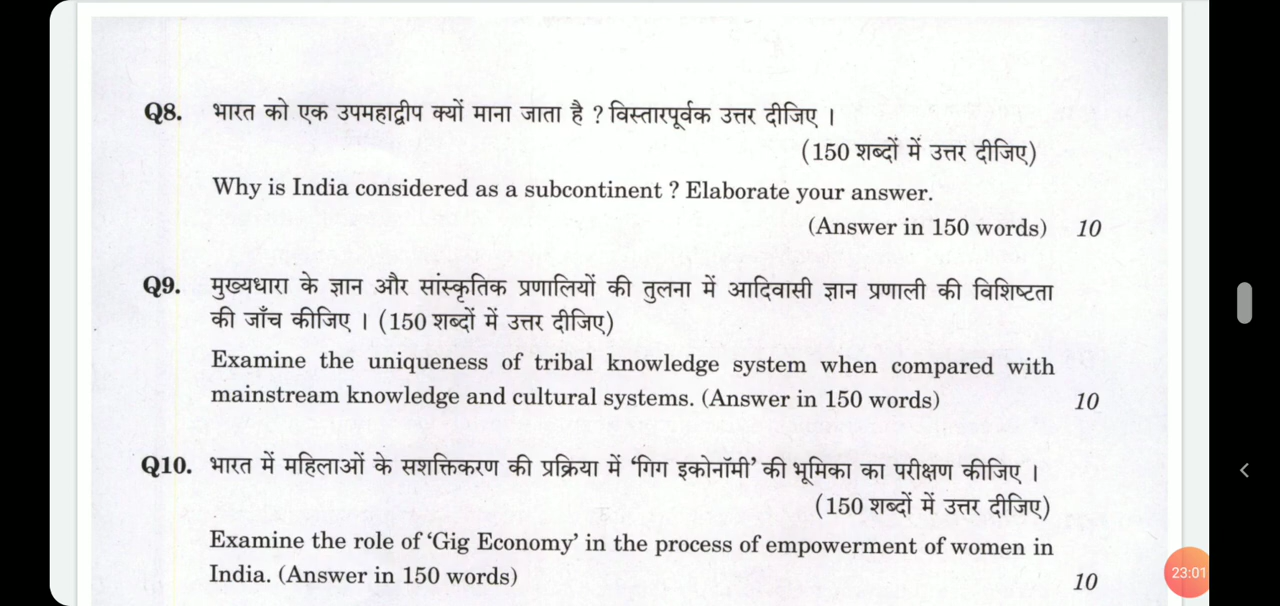 Q8. भारत को एक उपमहाद्वीप क्यों माना जाता है ? विस्तारपूर्वक उत्तर दीजिए ।
(150 शब्दों में उत्तर दीजिए)
Why is India considered as a subcontinent ? Elaborate your answer.
(Answer in 150 words) 10
Q9. मुख्यधारा के ज्ञान और सांस्कृतिक प्रणालियों की तुलना में आदिवासी ज्ञान प्रणाली की विशिष्टता
की जाँच कीजिए । (150 शब्दों में उत्तर दीजिए)
Examine the uniqueness of tribal knowledge system when compared with
mainstream knowledge and cultural systems. (Answer in 150 words) 10
Q10. भारत में महिलाओं के सशक्तिकरण की प्रक्रिया में ‘गिग इकोनॉमी’ की भूमिका का परीक्षण कीजिए ।
(150 शब्दों में उत्तर दीजिए)
Examine the role of ‘Gig Economy’ in the process of empowerment of women in
India. (Answer in 150 words) 10
23:01